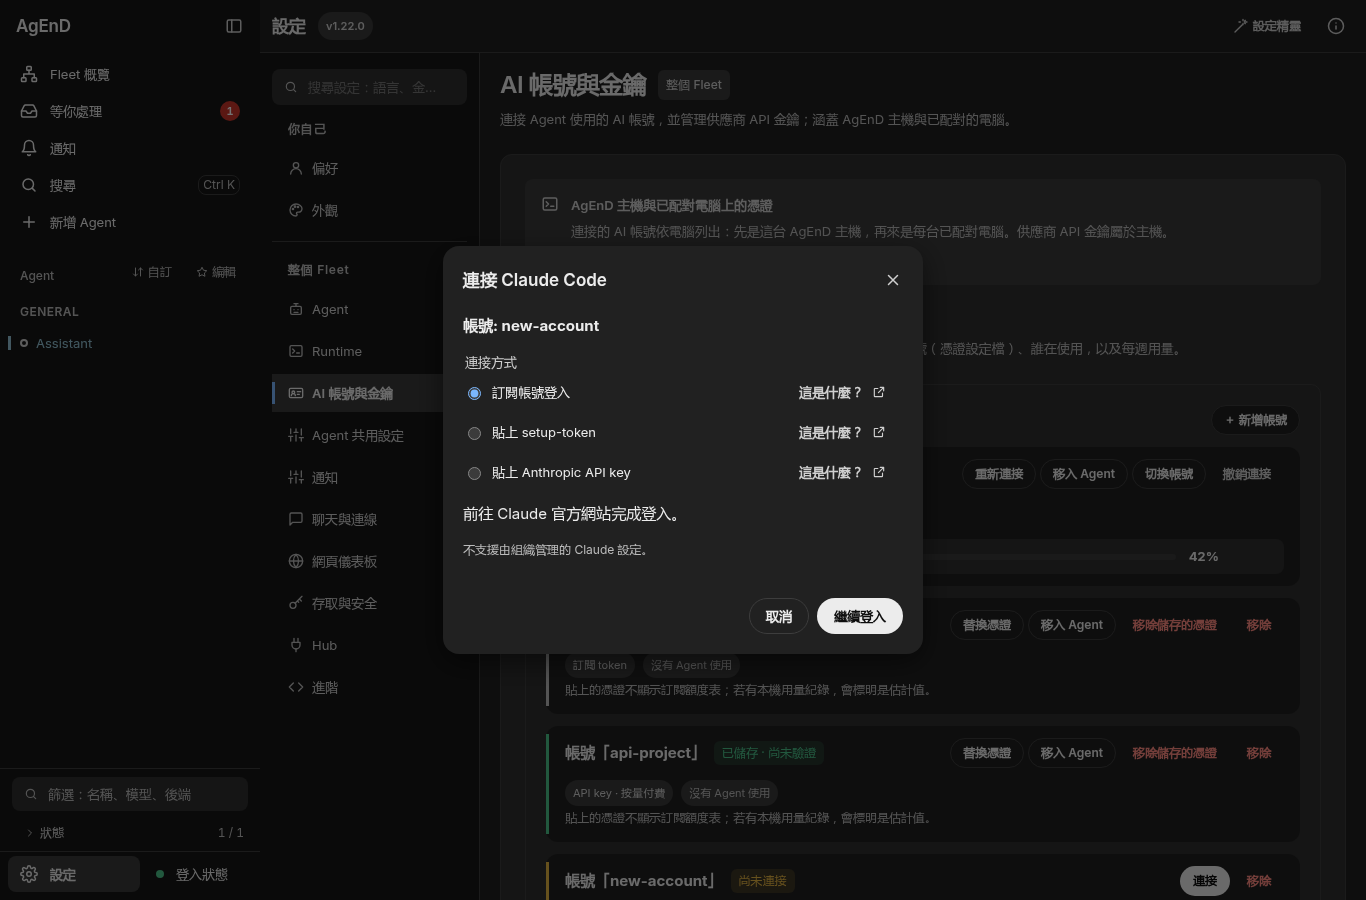 AgEnD
Fleet 概覽
等你處理
1
通知
搜尋
Ctrl K
新增 Agent
Agent
自訂
編輯
GENERAL
Assistant
篩選：名稱、模型、後端
狀態
1 / 1
設定
登入狀態
設定
v1.22.0
設定精靈
搜尋設定：語言、金...
你自己
偏好
外觀
整個 Fleet
Agent
Runtime
AI 帳號與金鑰
Agent 共用設定
通知
聊天與連線
網頁儀表板
存取與安全
Hub
進階
AI 帳號與金鑰
整個 Fleet
連接 Agent 使用的 AI 帳號，並管理供應商 API 金鑰；涵蓋 AgEnD 主機與已配對的電腦。
AgEnD 主機與已配對電腦上的憑證
連接的 AI 帳號依電腦列出：先是這台 AgEnD 主機，再來是每台已配對電腦。供應商 API 金鑰屬於主機。
（憑證設定檔）、誰在使用，以及每週用量。
+ 新增帳號
重新連接
移入 Agent
切換帳號
撤銷連接
42%
連接 Claude Code
帳號: new-account
連接方式
訂閱帳號登入
這是什麼？
貼上 setup-token
這是什麼？
貼上 Anthropic API key
這是什麼？
前往 Claude 官方網站完成登入。
不支援由組織管理的 Claude 設定。
取消
繼續登入
替換憑證
移入 Agent
移除儲存的憑證
移除
訂閱 token
沒有 Agent 使用
貼上的憑證不顯示訂閱額度表；若有本機用量紀錄，會標明是估計值。
帳號「api-project」
已儲存 · 尚未驗證
替換憑證
移入 Agent
移除儲存的憑證
移除
API key · 按量付費
沒有 Agent 使用
貼上的憑證不顯示訂閱額度表；若有本機用量紀錄，會標明是估計值。
帳號「new-account」
尚未連接
連接
移除